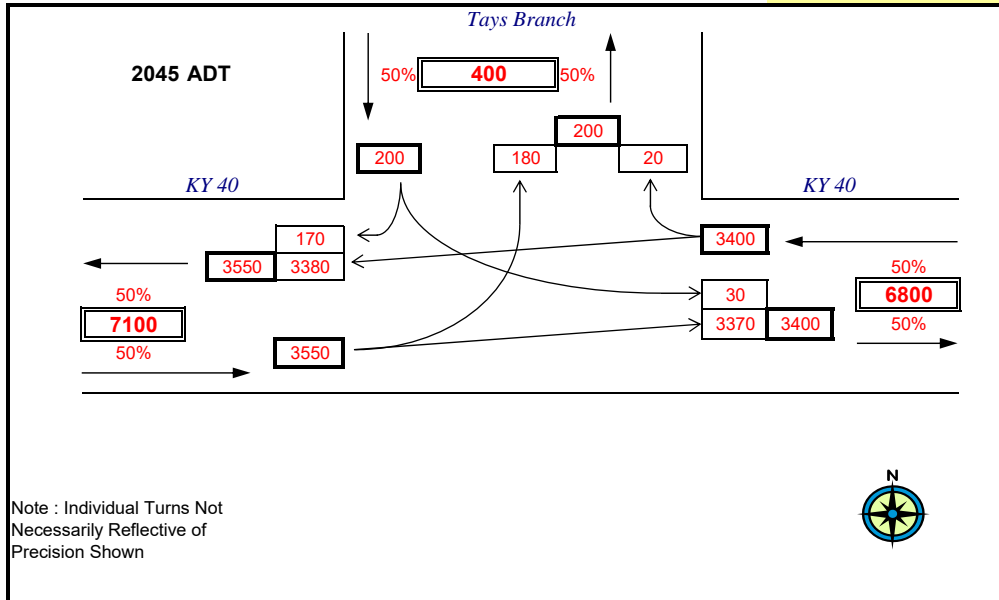 Tays Branch
2045 ADT
50% 400 50%
200
200 180 20
KY 40 KY 40
170 3400
3550 3380
50% 30 50%
7100 6800
50% 3550 3370 3400 50%
N
Note : Individual Turns Not
Necessarily Reflective of
Precision Shown